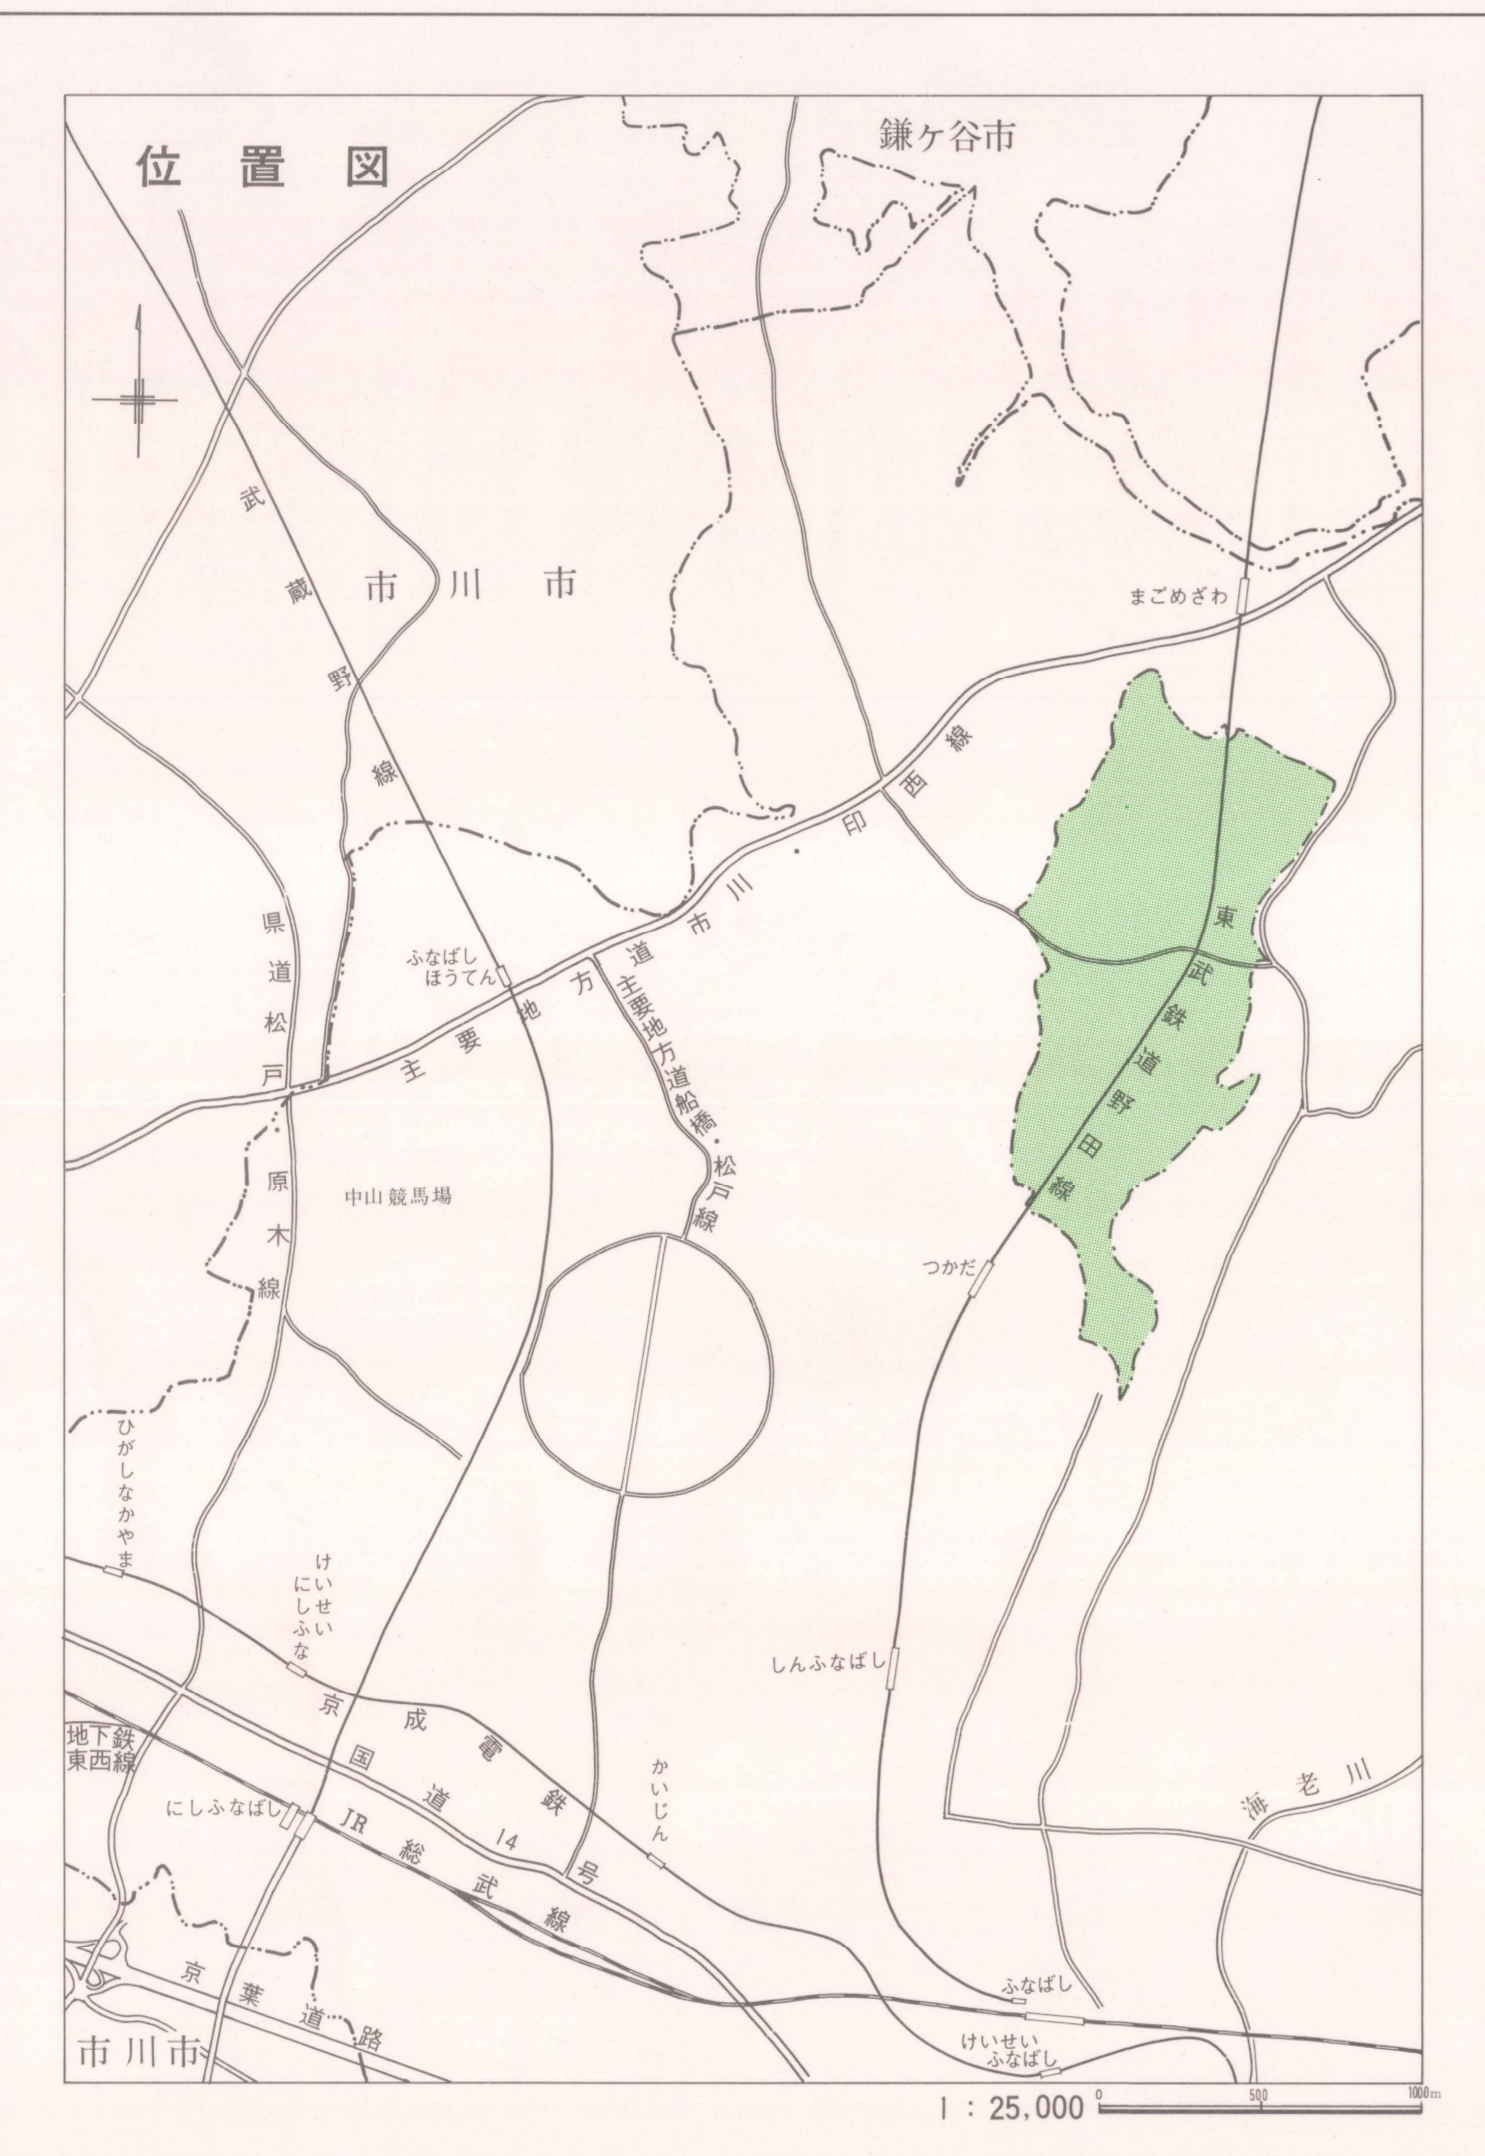 位置図
鎌ケ谷市
武蔵野線
市川市
まごめざわ
主要地方道市川印西線
県道松戸・原木線
ふなばし
ほうてん
主要地方道船橋・松戸線
東武鉄道野田線
中山競馬場
つかだ
ひがしなかやま
けいせい
にしふな
しんふなばし
京成電鉄
国道14号
地下鉄
東西線
にしふなばし
JR総武線
かいじん
海老川
京葉道路
市川市
ふなばし
けいせい
ふなばし
1:25,000
0 500 1000m